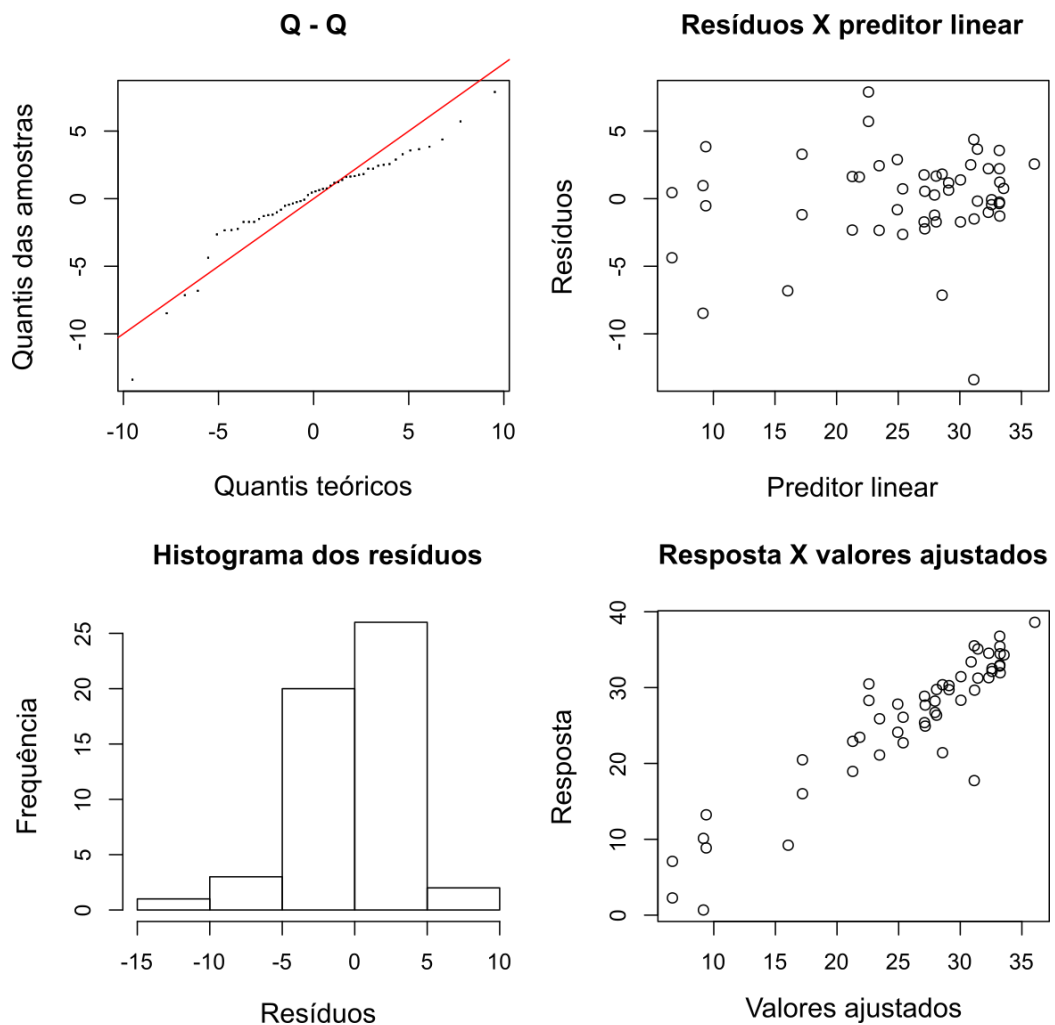 Q - Q
Quantis das amostras
5
0
-5
-10
-10 -5 0 5 10
Quantis teóricos
Resíduos X preditor linear
Resíduos
5
0
-5
-10
10 15 20 25 30 35
Preditor linear
Histograma dos resíduos
Frequência
25
20
15
10
5
0
-15 -10 -5 0 5 10
Resíduos
Resposta X valores ajustados
Resposta
40
30
20
10
0
10 15 20 25 30 35
Valores ajustados